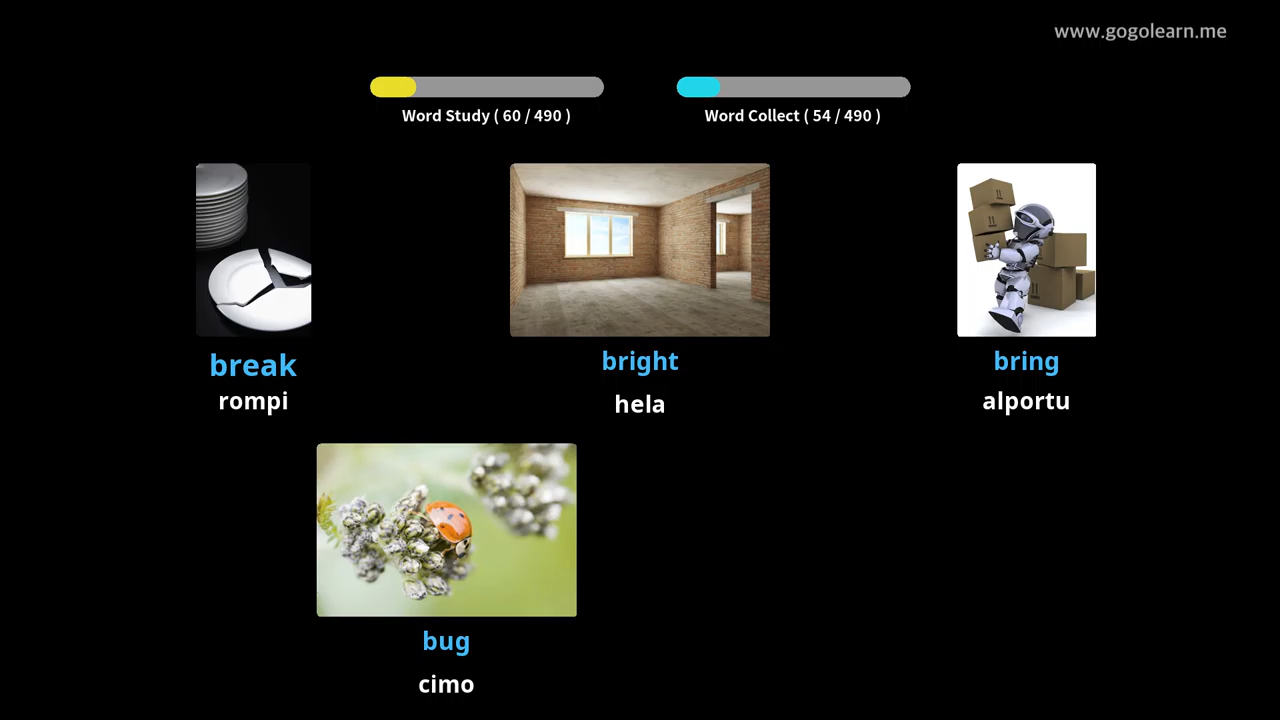 www.gogolearn.me
Word Study ( 60 / 490 )
Word Collect ( 54 / 490 )
break
rompi
bright
hela
bring
alportu
bug
cimo